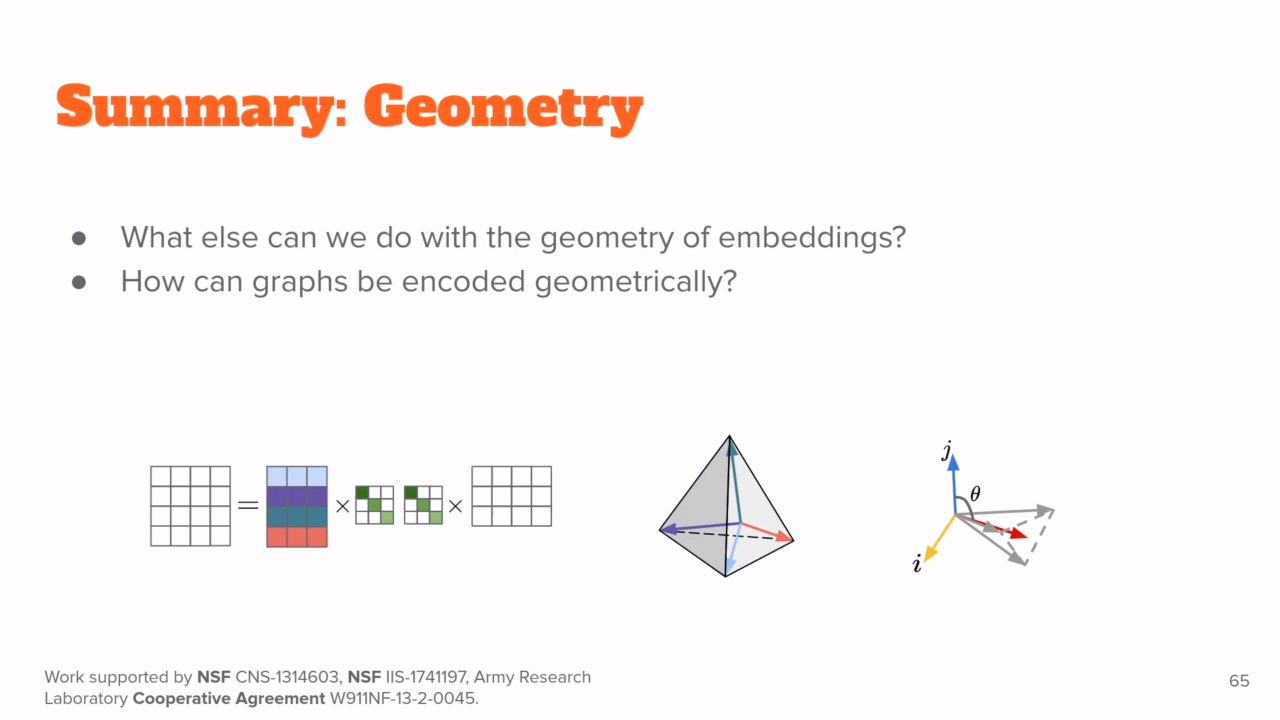 Summary: Geometry
● What else can we do with the geometry of embeddings?
● How can graphs be encoded geometrically?
= × ×
j
θ
i
Work supported by NSF CNS-1314603, NSF IIS-1741197, Army Research
Laboratory Cooperative Agreement W911NF-13-2-0045.
65